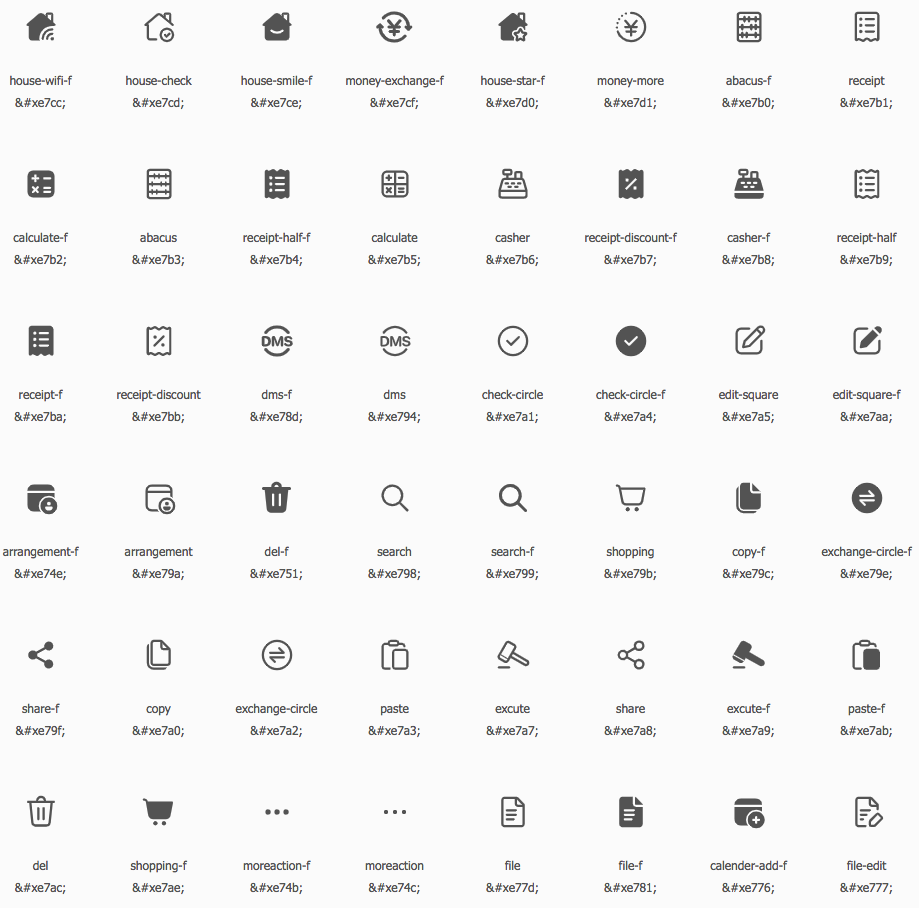 house-wifi-f house-check house-smile-f money-exchange-f house-star-f money-more abacus-f receipt
&#xe7cc; &#xe7cd; &#xe7ce; &#xe7cf; &#xe7d0; &#xe7d1; &#xe7b0; &#xe7b1;
calculate-f abacus receipt-half-f calculate casher receipt-discount-f casher-f receipt-half
&#xe7b2; &#xe7b3; &#xe7b4; &#xe7b5; &#xe7b6; &#xe7b7; &#xe7b8; &#xe7b9;
DMS DMS
receipt-f receipt-discount dms-f dms check-circle check-circle-f edit-square edit-square-f
&#xe7ba; &#xe7bb; &#xe78d; &#xe794; &#xe7a1; &#xe7a4; &#xe7a5; &#xe7aa;
arrangement-f arrangement del-f search search-f shopping copy-f exchange-circle-f
&#xe74e; &#xe79a; &#xe751; &#xe798; &#xe799; &#xe79b; &#xe79c; &#xe79e;
share-f copy exchange-circle paste excute share excute-f paste-f
&#xe79f; &#xe7a0; &#xe7a2; &#xe7a3; &#xe7a7; &#xe7a8; &#xe7a9; &#xe7ab;
del shopping-f moreaction-f moreaction file file-f calender-add-f file-edit
&#xe7ac; &#xe7ae; &#xe74b; &#xe74c; &#xe77d; &#xe781; &#xe776; &#xe777;